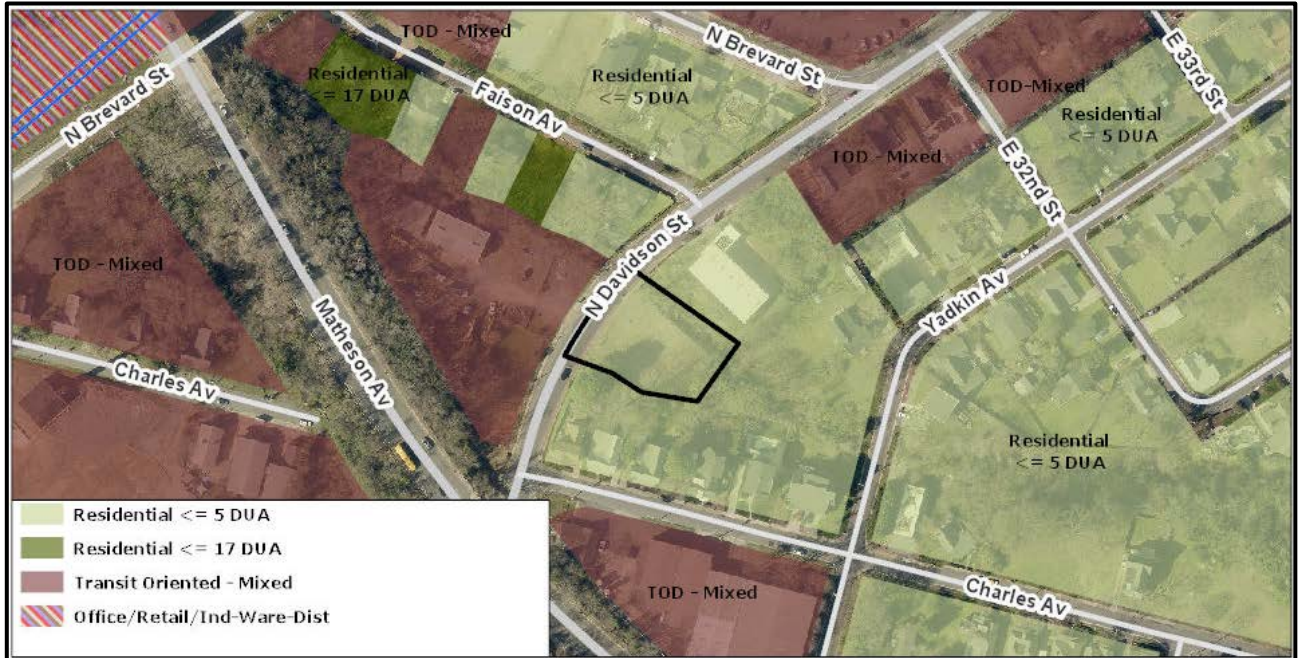 TOD - Mixed
N Brevard St
E 33rd St
N Brevard St
Residential
<= 17 DUA
Faison Av
Residential
<= 5 DUA
TOD-Mixed
Residential
<= 5 DUA
TOD - Mixed
E 32nd St
TOD - Mixed
N Davidson St
Matheson Av
Yadkin Av
Charles Av
Residential
<= 5 DUA
TOD - Mixed
Charles Av
Residential <= 5 DUA
Residential <= 17 DUA
Transit Oriented - Mixed
Office/Retail/Ind-Ware-Dist